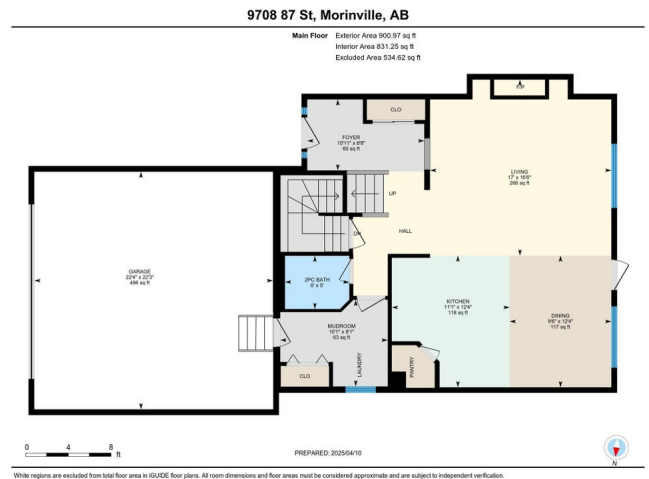 9708 87 St, Morinville, AB
Main Floor Exterior Area 900.97 sq ft
Interior Area 831.25 sq ft
Excluded Area 534.62 sq ft
F/P
CLO
FOYER
10'11" x 6'8"
60 sq ft
LIVING
17' x 16'6"
266 sq ft
UP
DN
HALL
GARAGE
22'4" x 22'3"
496 sq ft
2PC BATH
6' x 5'
KITCHEN
11'1" x 12'4"
118 sq ft
DINING
9'6" x 12'4"
117 sq ft
MUDROOM
10'1" x 8'1"
63 sq ft
LAUNDRY
PANTRY
CLO
0 4 8
ft
PREPARED: 2025/04/10
N
White regions are excluded from total floor area in iGUIDE floor plans. All room dimensions and floor areas must be considered approximate and are subject to independent verification.